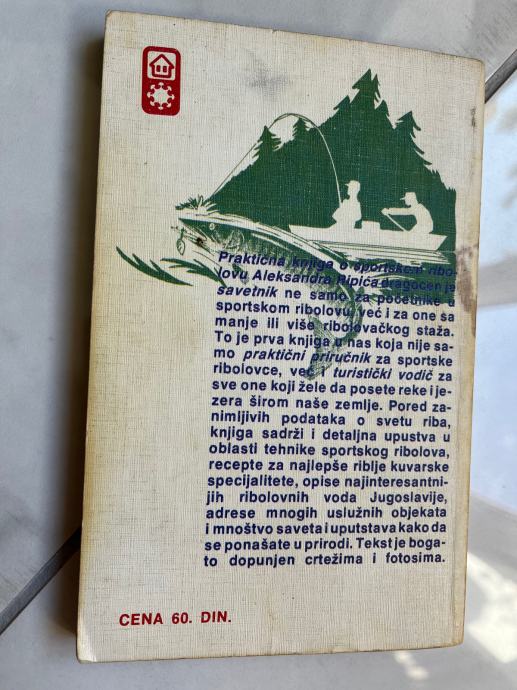 Praktična knjiga o sportskom ribo-
lovu Aleksandra Ripića dragocen je
savetnik ne samo za početnike u
sportskom ribolovu već i za one sa
manje ili više ribolovačkog staža.
To je prva knjiga u nas koja nije sa-
mo praktični priručnik za sportske
ribolovce, već i turistički vodič za
sve one koji žele da posete reke i je-
zera širom naše zemlje. Pored za-
nimljivih podataka o svetu riba,
knjiga sadrži i detaljna upustva u
oblasti tehnike sportskog ribolova,
recepte za najlepše riblje kuvarske
specijalitete, opise najinteresantni-
jih ribolovnih voda Jugoslavije,
adrese mnogih uslužnih objekata
i mnoštvo saveta i uputstava kako da
se ponašate u prirodi. Tekst je boga-
to dopunjen crtežima i fotosima.
CENA 60. DIN.